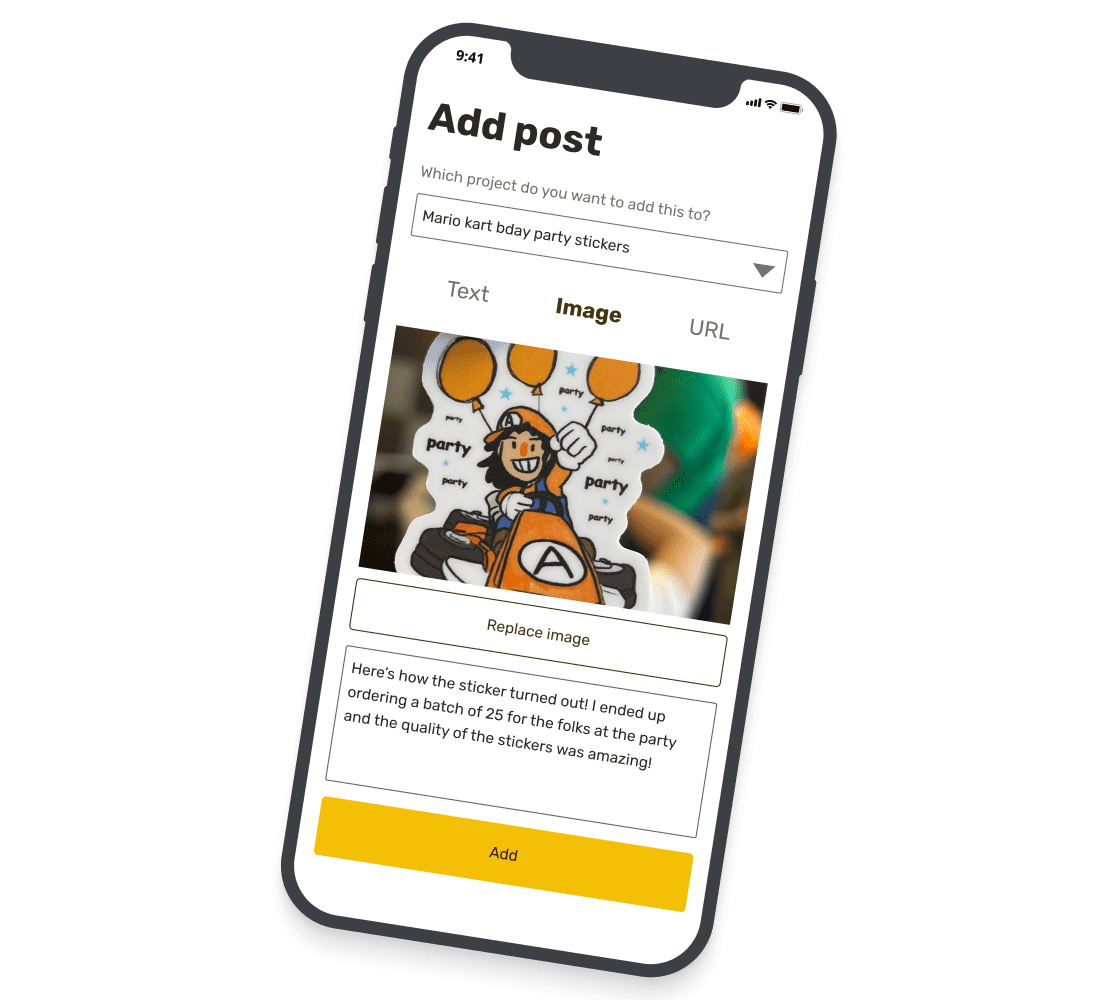 9:41
Add post
Which project do you want to add this to?
Mario kart bday party stickers
Text Image URL
party
party
party
party
party
party
party
party
A
A
Replace image
Here’s how the sticker turned out! I ended up
ordering a batch of 25 for the folks at the party
and the quality of the stickers was amazing!
Add